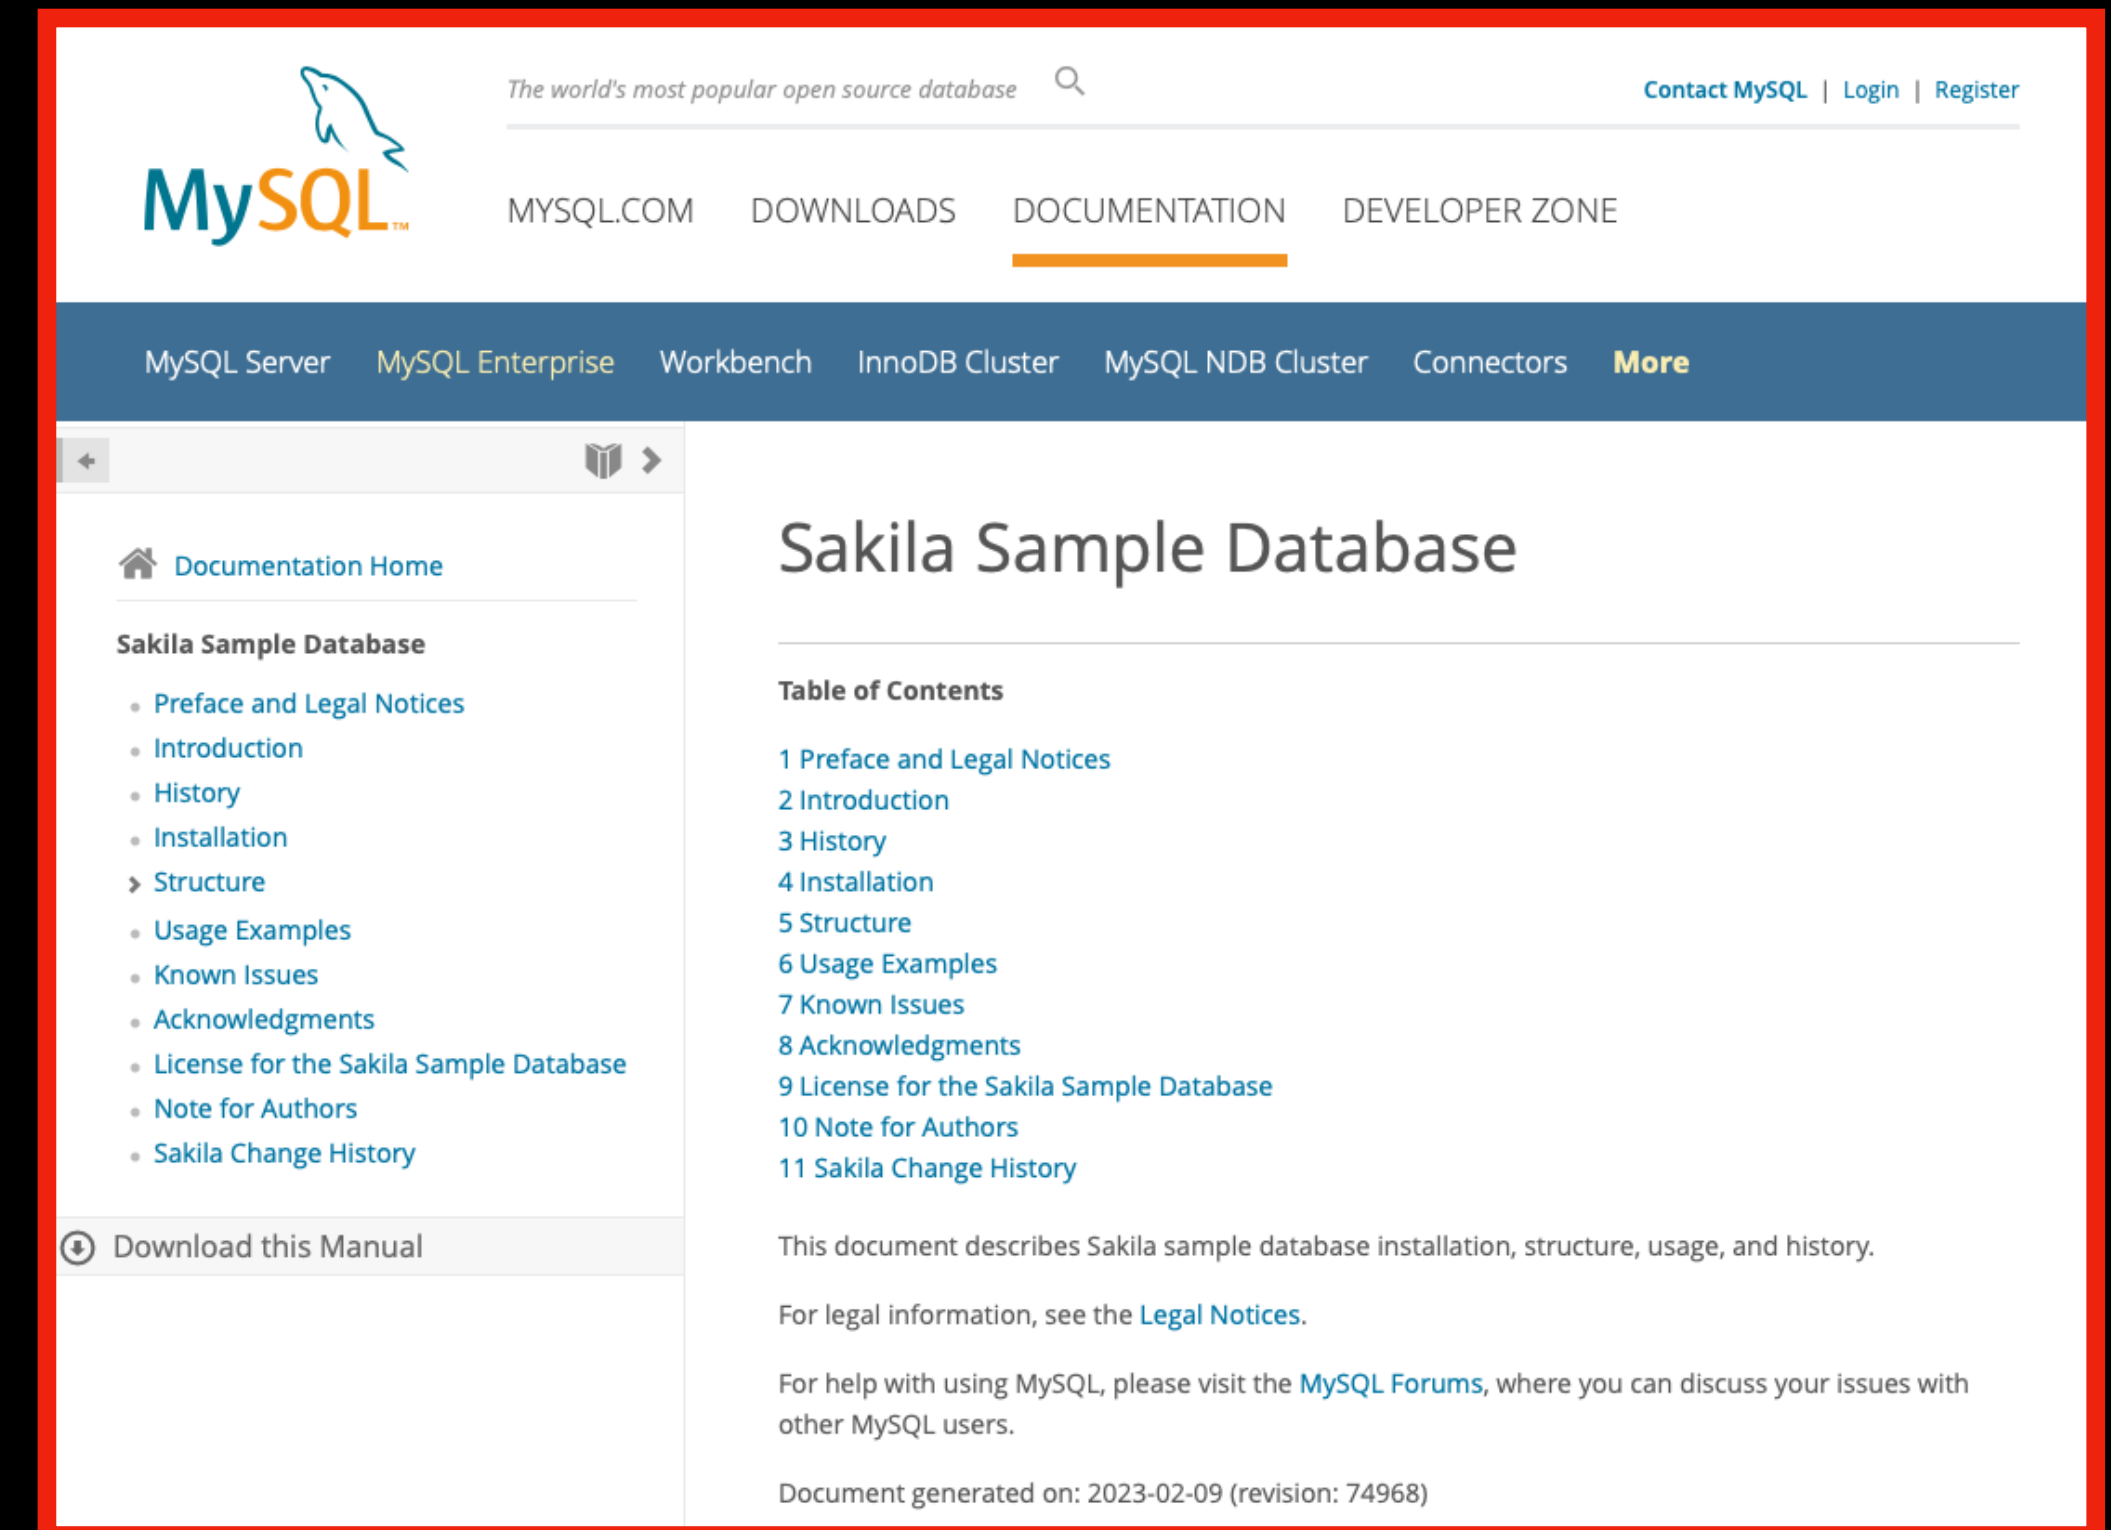 The world's most popular open source database
Contact MySQL | Login | Register
MySQL™
MYSQL.COM DOWNLOADS DOCUMENTATION DEVELOPER ZONE
MySQL Server MySQL Enterprise Workbench InnoDB Cluster MySQL NDB Cluster Connectors More
Documentation Home
Sakila Sample Database
Preface and Legal Notices
Introduction
History
Installation
Structure
Usage Examples
Known Issues
Acknowledgments
License for the Sakila Sample Database
Note for Authors
Sakila Change History
Download this Manual
Sakila Sample Database
Table of Contents
1 Preface and Legal Notices
2 Introduction
3 History
4 Installation
5 Structure
6 Usage Examples
7 Known Issues
8 Acknowledgments
9 License for the Sakila Sample Database
10 Note for Authors
11 Sakila Change History
This document describes Sakila sample database installation, structure, usage, and history.
For legal information, see the Legal Notices.
For help with using MySQL, please visit the MySQL Forums, where you can discuss your issues with
other MySQL users.
Document generated on: 2023-02-09 (revision: 74968)